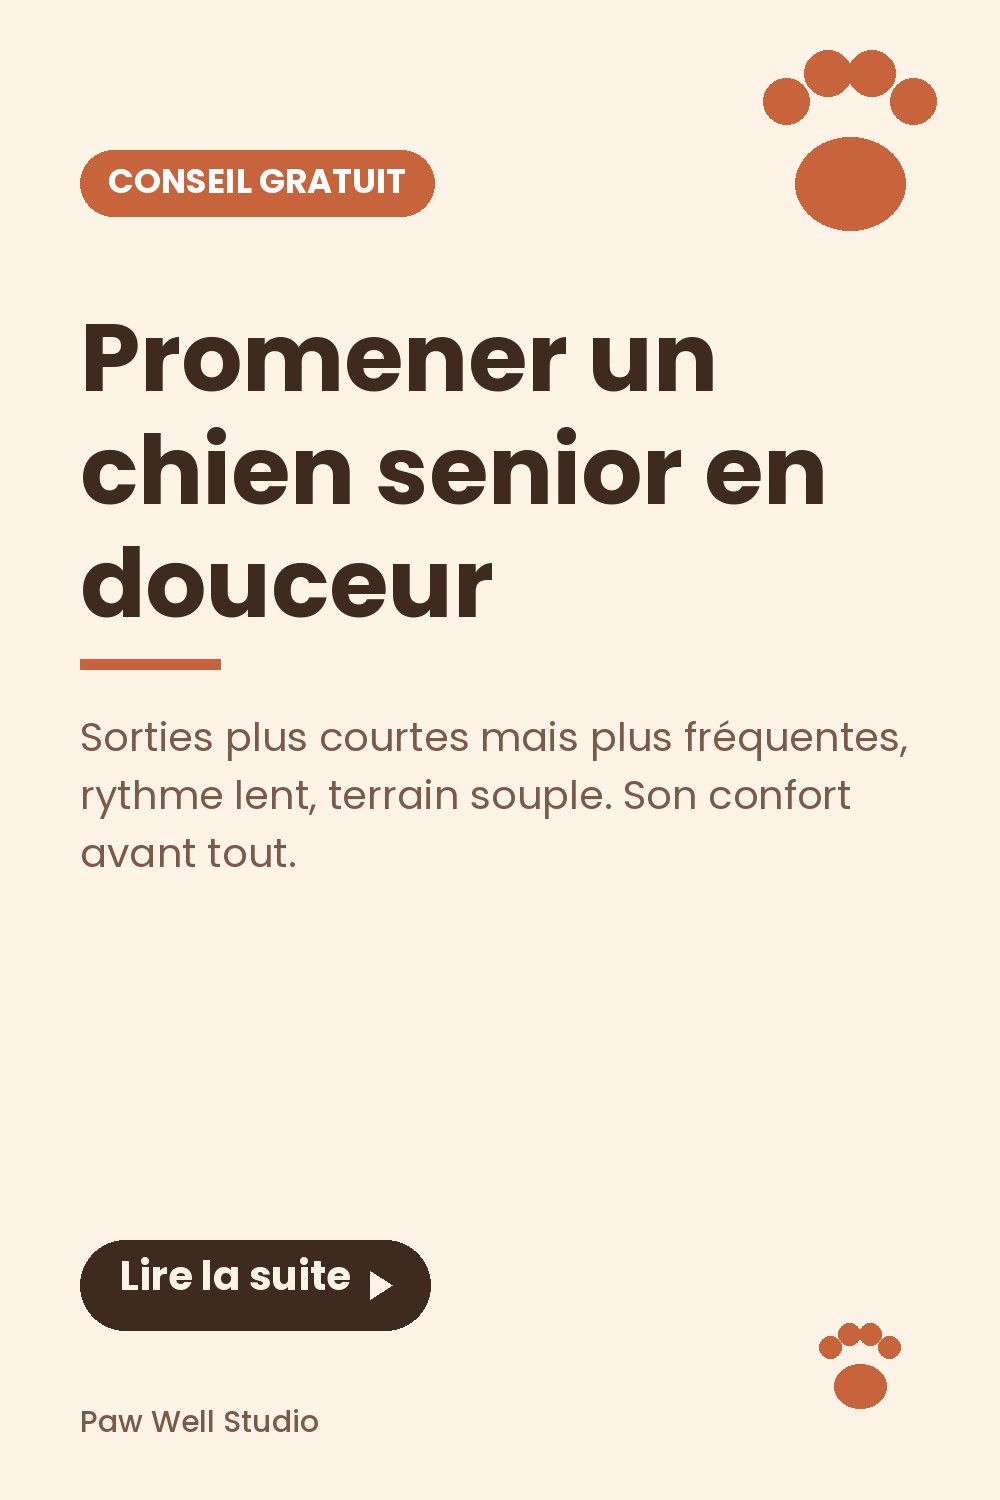 CONSEIL GRATUIT
Promener un
chien senior en
douceur
Sorties plus courtes mais plus fréquentes,
rythme lent, terrain souple. Son confort
avant tout.
Lire la suite
Paw Well Studio